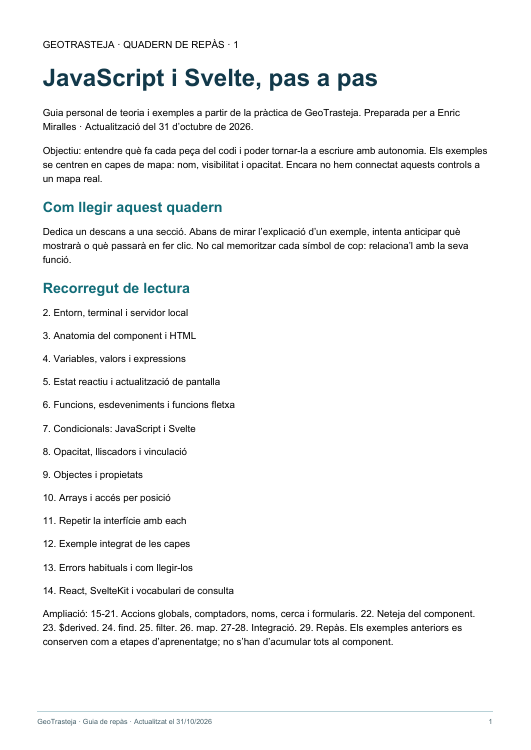 GEOTRASTEJA · QUADERN DE REPÀS · 1
JavaScript i Svelte, pas a pas
Guia personal de teoria i exemples a partir de la pràctica de GeoTrasteja. Preparada per a Enric
Miralles · Actualització del 31 d’octubre de 2026.
Objectiu: entendre què fa cada peça del codi i poder tornar-la a escriure amb autonomia. Els exemples
se centren en capes de mapa: nom, visibilitat i opacitat. Encara no hem connectat aquests controls a
un mapa real.
Com llegir aquest quadern
Dedica un descans a una secció. Abans de mirar l’explicació d’un exemple, intenta anticipar què
mostrarà o què passarà en fer clic. No cal memoritzar cada símbol de cop: relaciona’l amb la seva
funció.
Recorregut de lectura
2. Entorn, terminal i servidor local
3. Anatomia del component i HTML
4. Variables, valors i expressions
5. Estat reactiu i actualització de pantalla
6. Funcions, esdeveniments i funcions fletxa
7. Condicionals: JavaScript i Svelte
8. Opacitat, lliscadors i vinculació
9. Objectes i propietats
10. Arrays i accés per posició
11. Repetir la interfície amb each
12. Exemple integrat de les capes
13. Errors habituals i com llegir-los
14. React, SvelteKit i vocabulari de consulta
Ampliació: 15-21. Accions globals, comptadors, noms, cerca i formularis. 22. Neteja del component.
23. $derived. 24. find. 25. filter. 26. map. 27-28. Integració. 29. Repàs. Els exemples anteriors es
conserven com a etapes d’aprenentatge; no s’han d’acumular tots al component.
GeoTrasteja · Guia de repàs · Actualitzat el 31/10/2026
1